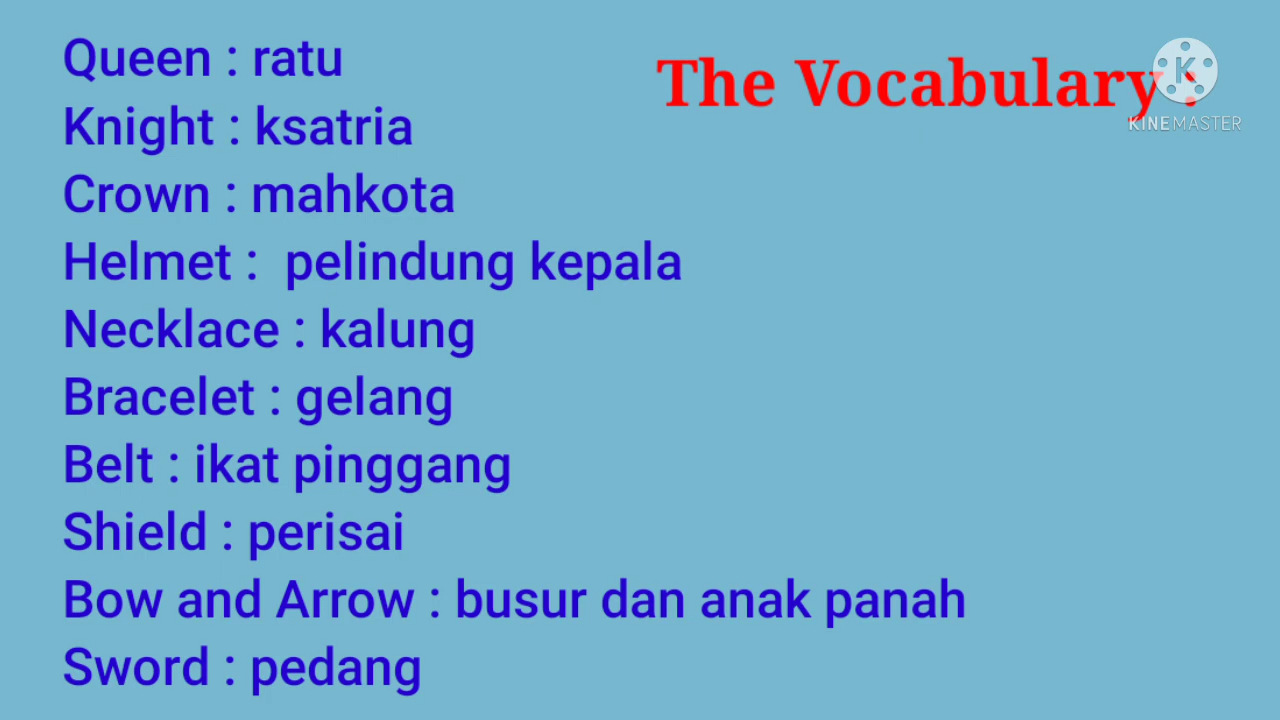 The Vocabulary :
Queen : ratu
Knight : ksatria
Crown : mahkota
Helmet :  pelindung kepala
Necklace : kalung
Bracelet : gelang
Belt : ikat pinggang
Shield : perisai
Bow and Arrow : busur dan anak panah
Sword : pedang
K
KINEMASTER